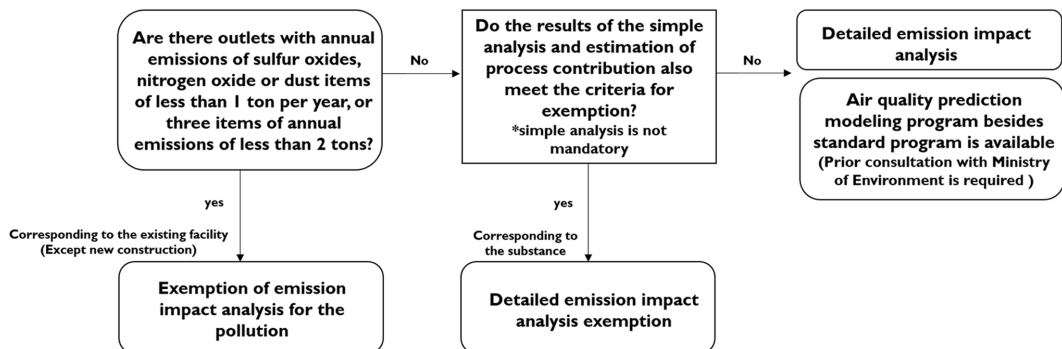 Are there outlets with annual
emissions of sulfur oxides,
nitrogen oxide or dust items
of less than 1 ton per year, or
three items of annual
emissions of less than 2 tons?
No
Do the results of the simple
analysis and estimation of
process contribution also
meet the criteria for
exemption?
*simple analysis is not
mandatory
No
Detailed emission impact
analysis
Air quality prediction
modeling program besides
standard program is available
(Prior consultation with Ministry
of Environment is required )
yes
Corresponding to the existing facility
(Except new construction)
Exemption of emission
impact analysis for the
pollution
yes
Corresponding to
the substance
Detailed emission impact
analysis exemption